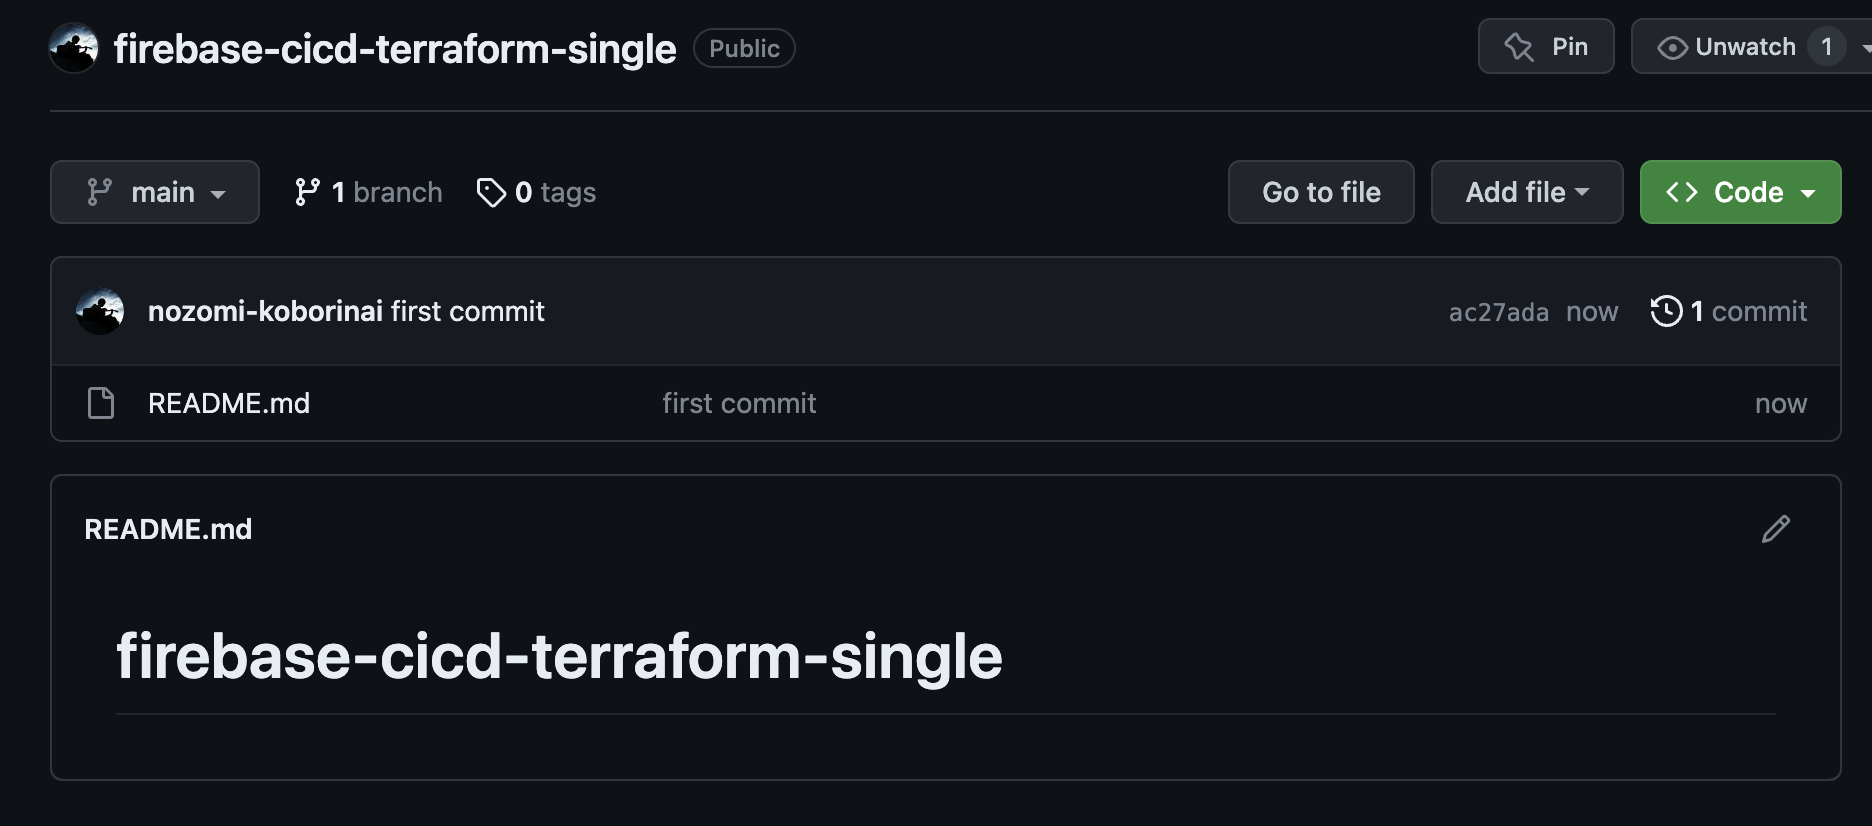 firebase-cicd-terraform-single Public Pin Unwatch 1
main 1 branch 0 tags Go to file Add file <> Code
nozomi-koborinai first commit ac27ada now 1 commit
README.md first commit now
README.md
firebase-cicd-terraform-single